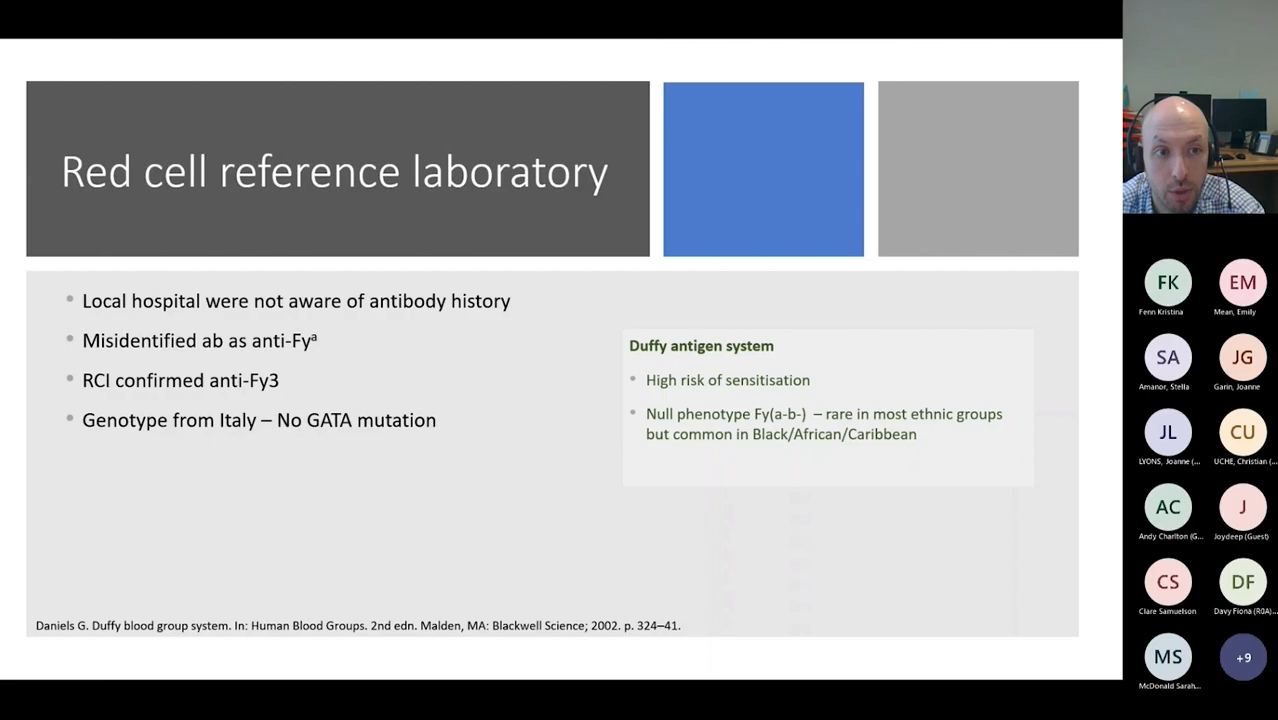 Red cell reference laboratory
• Local hospital were not aware of antibody history
• Misidentified ab as anti-Fyᵃ
• RCI confirmed anti-Fy3
• Genotype from Italy – No GATA mutation
Duffy antigen system
• High risk of sensitisation
• Null phenotype Fy(a-b-) – rare in most ethnic groups
but common in Black/African/Caribbean
Daniels G. Duffy blood group system. In: Human Blood Groups. 2nd edn. Malden, MA: Blackwell Science; 2002. p. 324–41.
FK
EM
Fenn Kristina
Mean, Emily
SA
JG
Amanor, Stella
Garin, Joanne
JL
CU
LYONS, Joanne (...
UCHE, Christian (...
AC
J
Andy Charlton (G...
Joydeep (Guest)
CS
DF
Clare Samuelson
Davy Fiona (R0A)...
MS
+9
McDonald Sarah...